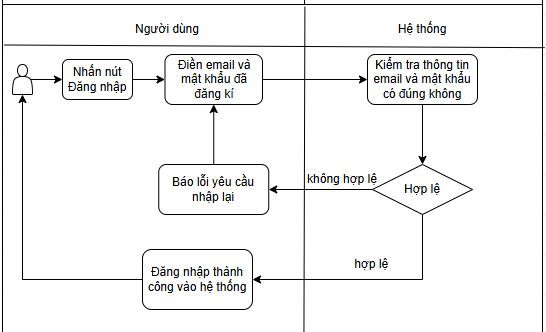 Người dùng
Hệ thống
Nhấn nút
Đăng nhập
Điền email và
mật khẩu đã
đăng kí
Kiểm tra thông tin
email và mật khẩu
có đúng không
Báo lỗi yêu cầu
nhập lại
không hợp lệ
Hợp lệ
Đăng nhập thành
công vào hệ thống
hợp lệ